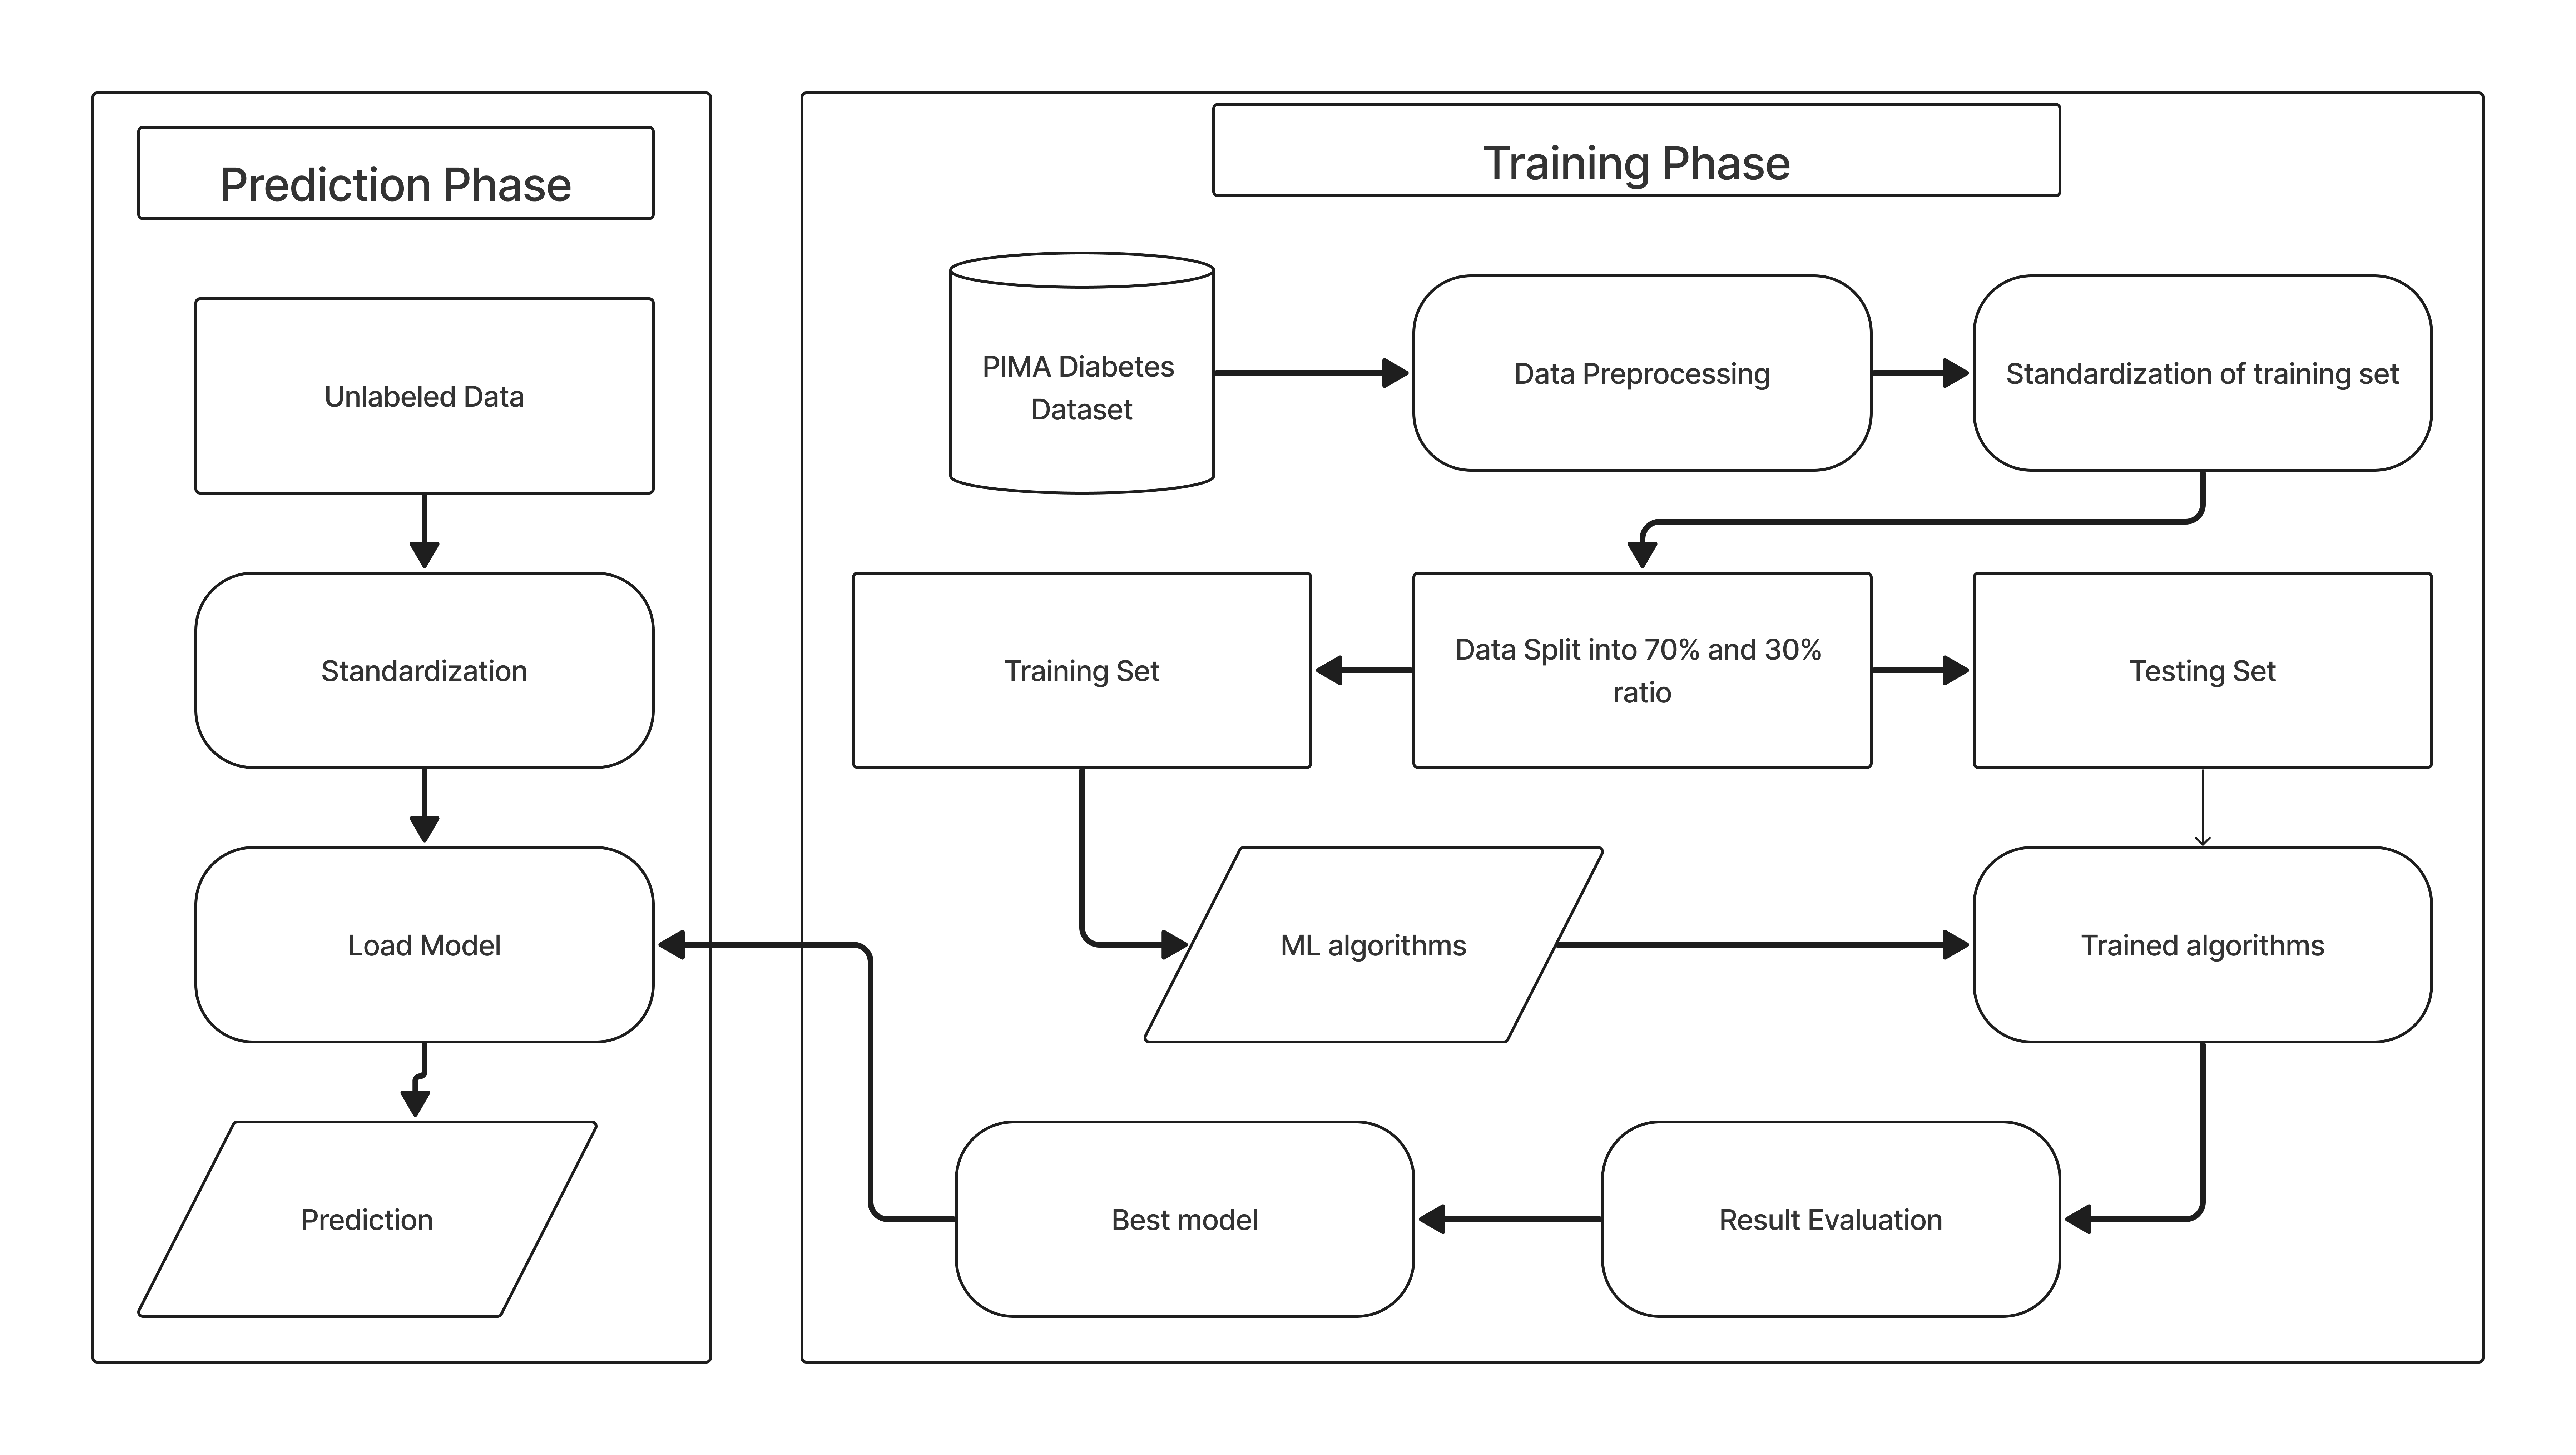 Prediction Phase
Unlabeled Data
Standardization
Load Model
Prediction
Training Phase
PIMA Diabetes
Dataset
Data Preprocessing
Standardization of training set
Training Set
Data Split into 70% and 30%
ratio
Testing Set
ML algorithms
Trained algorithms
Best model
Result Evaluation